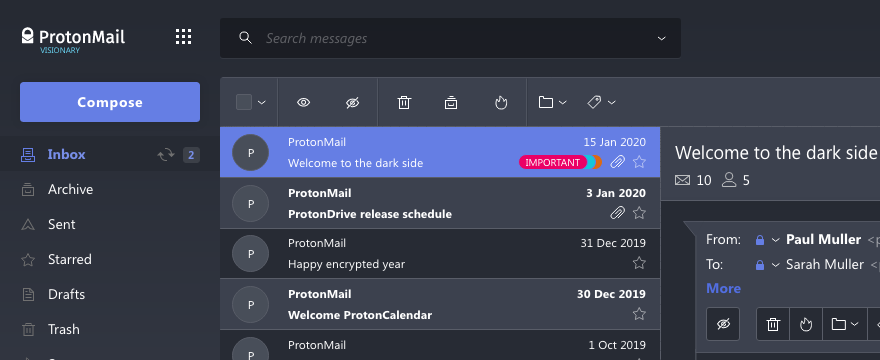 ProtonMail
VISIONARY
Search messages
Compose
Inbox 2
Archive
Sent
Starred
Drafts
Trash
P ProtonMail 15 Jan 2020
Welcome to the dark side IMPORTANT
P ProtonMail 3 Jan 2020
ProtonDrive release schedule
P ProtonMail 31 Dec 2019
Happy encrypted year
P ProtonMail 30 Dec 2019
Welcome ProtonCalendar
P ProtonMail 1 Oct 2019
Welcome to the dark side
10 5
From: Paul Muller <p
To: Sarah Muller <
More